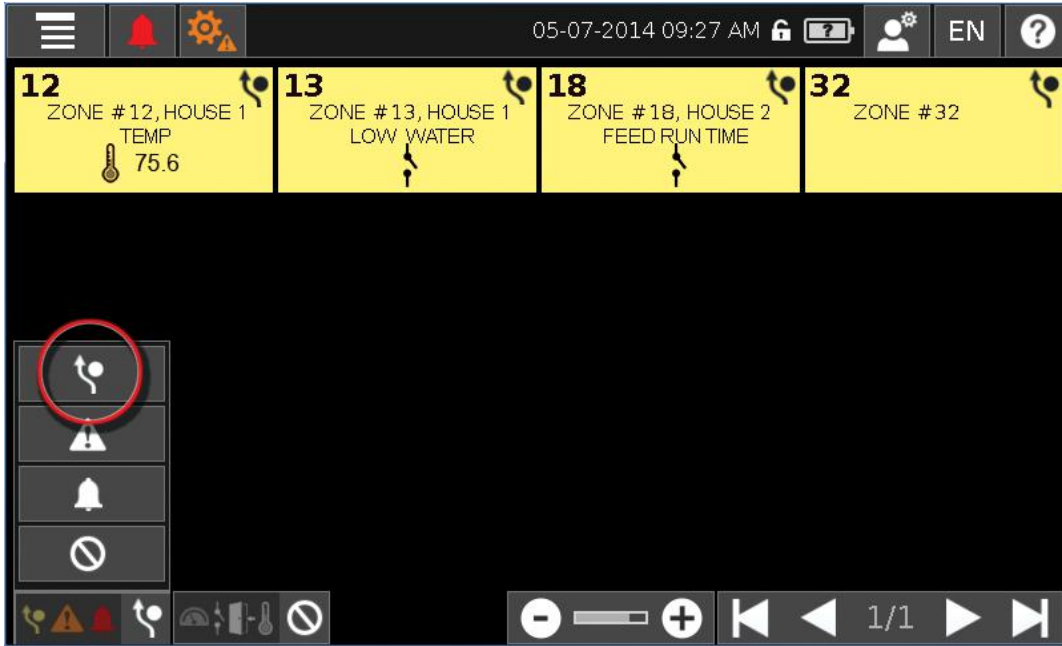 05-07-2014 09:27 AM
EN
?
12
ZONE #12, HOUSE 1
TEMP
75.6
13
ZONE #13, HOUSE 1
LOW WATER
18
ZONE #18, HOUSE 2
FEED RUN TIME
32
ZONE #32
1/1